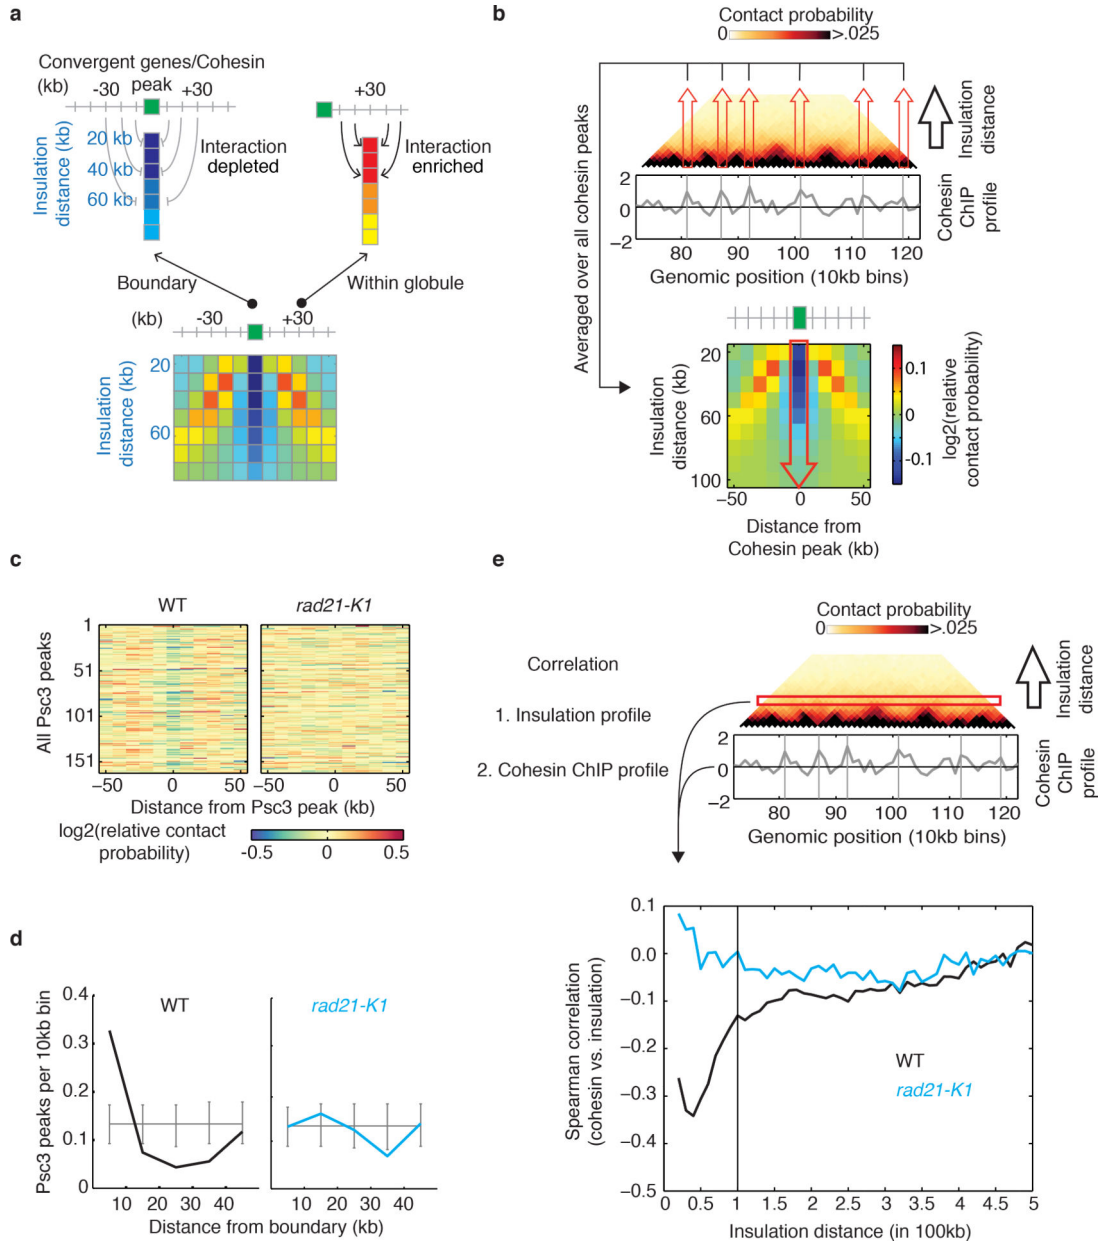 a
Convergent genes/Cohesin
peak
(kb)
-30
+30
+30
Insulation
distance (kb)
20 kb
40 kb
60 kb
Interaction
depleted
Interaction
enriched
Boundary
Within globule
(kb)
-30
+30
Insulation
distance (kb)
20
60
b
Contact probability
0
>.025
Insulation
distance
Averaged over all cohesin peaks
2
0
−2
Cohesin
ChIP
profile
80
90
100
110
120
Genomic position (10kb bins)
Insulation
distance (kb)
20
60
100
−50
0
50
Distance from
Cohesin peak (kb)
0.1
0
-0.1
log2(relative
contact probability)
c
WT
rad21-K1
All Psc3 peaks
1
51
101
151
−50
0
50
−50
0
50
Distance from Psc3 peak (kb)
log2(relative contact
probability)
-0.5
0
0.5
d
WT
rad21-K1
Psc3 peaks per 10kb bin
0.4
0.3
0.2
0.1
0
10
20
30
40
10
20
30
40
Distance from boundary (kb)
e
Contact probability
0
>.025
Correlation
1. Insulation profile
2. Cohesin ChIP profile
Insulation
distance
2
0
−2
Cohesin
ChIP
profile
80
90
100
110
120
Genomic position (10kb bins)
Spearman correlation
(cohesin vs. insulation)
0.1
0.0
−0.1
−0.2
−0.3
−0.4
−0.5
WT
rad21-K1
0
0.5
1
1.5
2
2.5
3
3.5
4
4.5
5
Insulation distance (in 100kb)